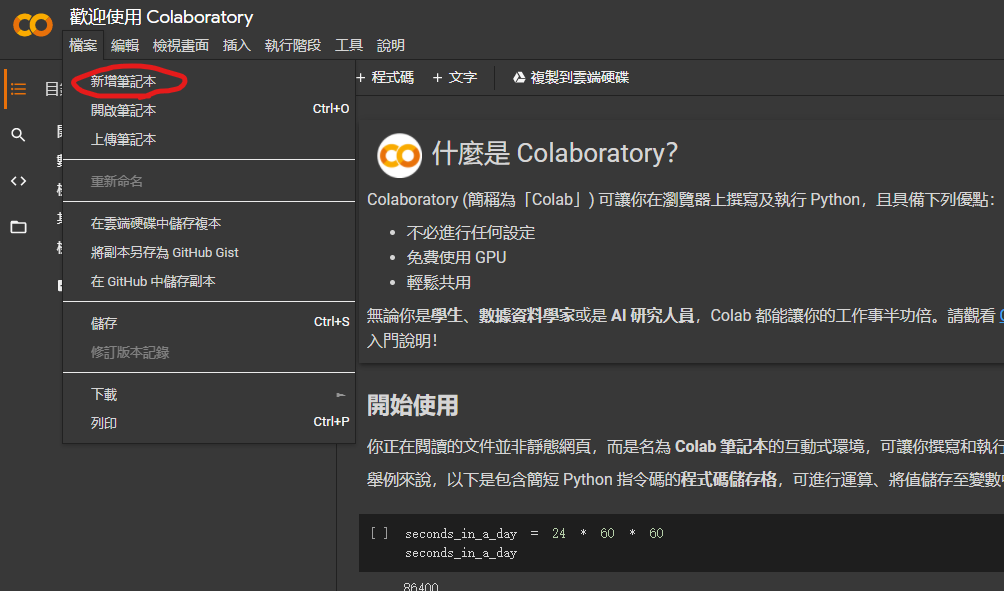 歡迎使用 Colaboratory
檔案 編輯 檢視畫面 插入 執行階段 工具 說明
新增筆記本
開啟筆記本 Ctrl+O
上傳筆記本
重新命名
在雲端硬碟中儲存複本
將副本另存為 GitHub Gist
在 GitHub 中儲存副本
儲存 Ctrl+S
修訂版本記錄
下載
列印 Ctrl+P
+ 程式碼 + 文字 複製到雲端硬碟
什麼是 Colaboratory?
Colaboratory (簡稱為「Colab」) 可讓你在瀏覽器上撰寫及執行 Python，且具備下列優點：
• 不必進行任何設定
• 免費使用 GPU
• 輕鬆共用
無論你是學生、數據資料學家或是 AI 研究人員，Colab 都能讓你的工作事半功倍。請觀看
入門說明！
開始使用
你正在閱讀的文件並非靜態網頁，而是名為 Colab 筆記本的互動式環境，可讓你撰寫和執行
舉例來說，以下是包含簡短 Python 指令碼的程式碼儲存格，可進行運算、將值儲存至變數
[ ] seconds_in_a_day = 24 * 60 * 60
seconds_in_a_day
86400